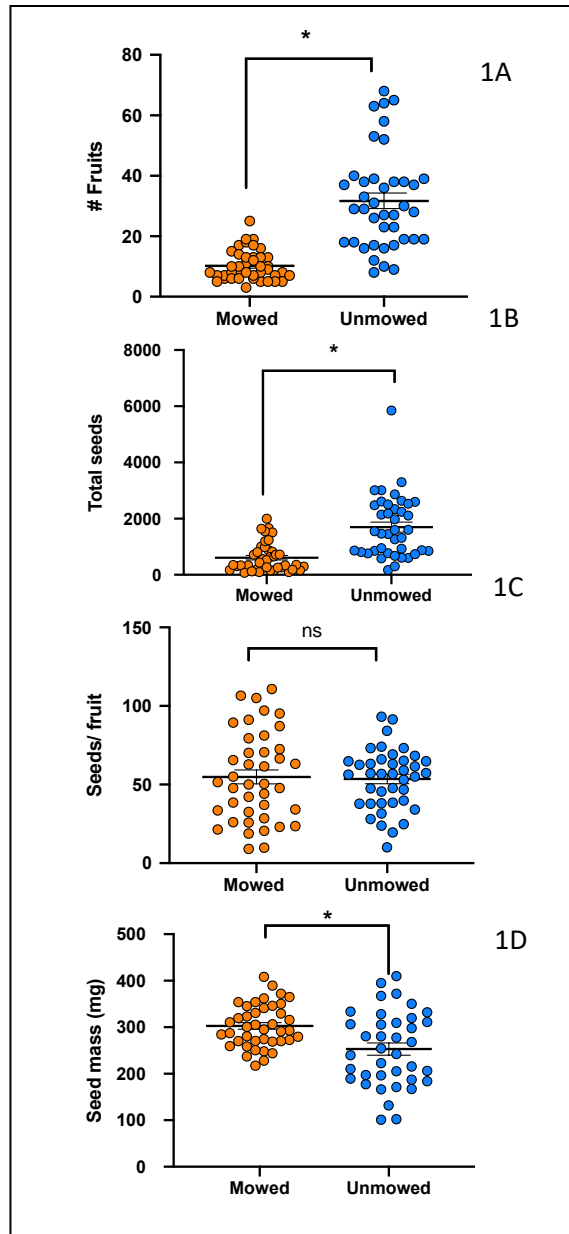 *
1A
80
60
40
20
0
# Fruits
Mowed Unmowed
1B
*
8000
6000
4000
2000
0
Total seeds
Mowed Unmowed
1C
ns
150
100
50
0
Seeds/ fruit
Mowed Unmowed
*
1D
500
400
300
200
100
0
Seed mass (mg)
Mowed Unmowed